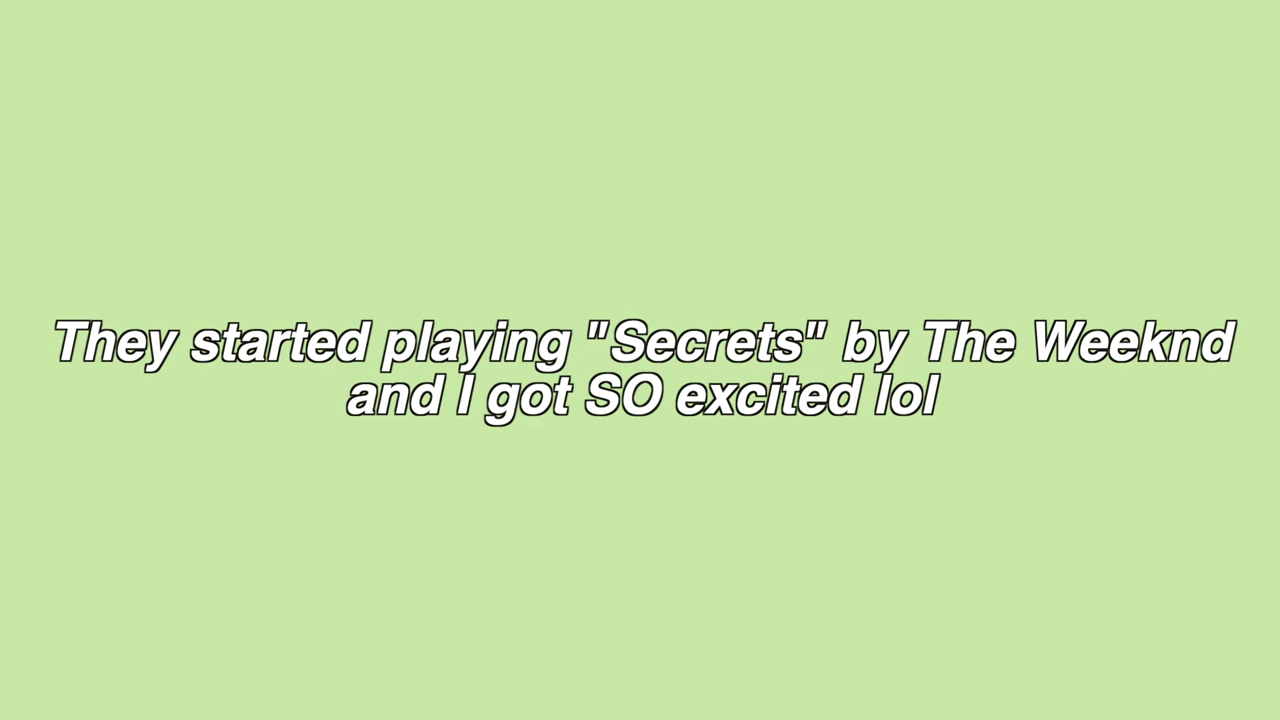 They started playing "Secrets" by The Weeknd
and I got SO excited lol